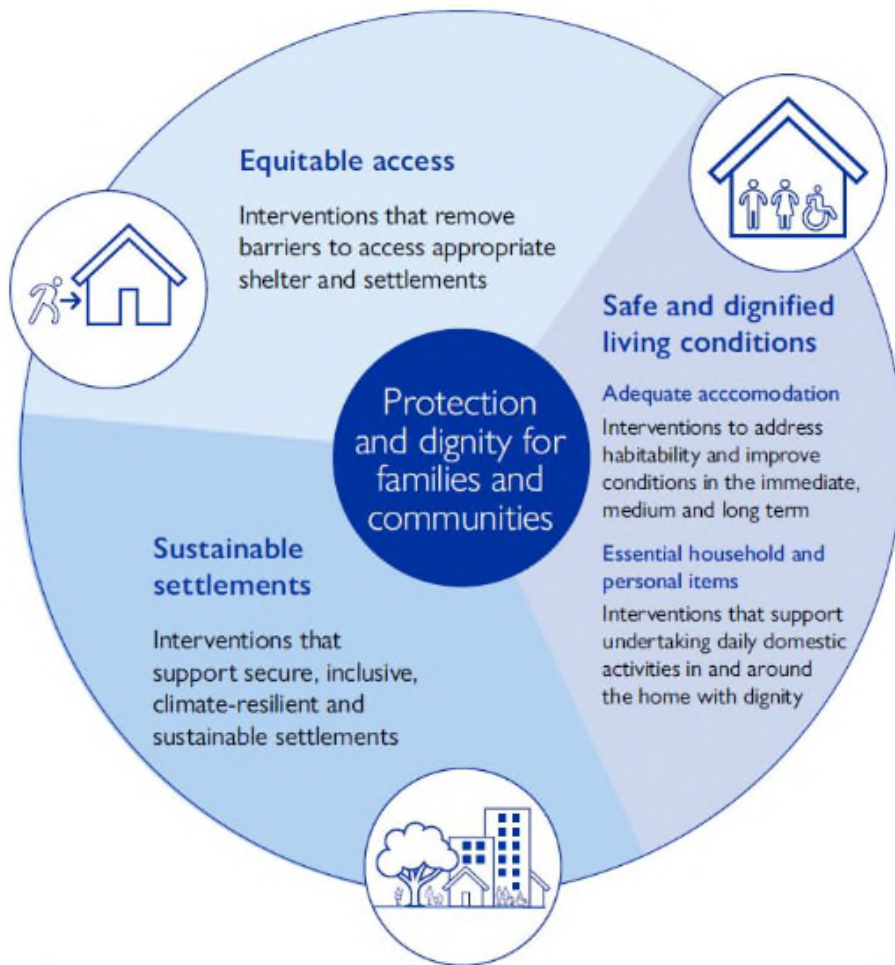 Equitable access
Interventions that remove
barriers to access appropriate
shelter and settlements
Safe and dignified
living conditions
Adequate acccomodation
Interventions to address
habitability and improve
conditions in the immediate,
medium and long term
Essential household and
personal items
Interventions that support
undertaking daily domestic
activities in and around
the home with dignity
Protection
and dignity for
families and
communities
Sustainable
settlements
Interventions that
support secure, inclusive,
climate-resilient and
sustainable settlements